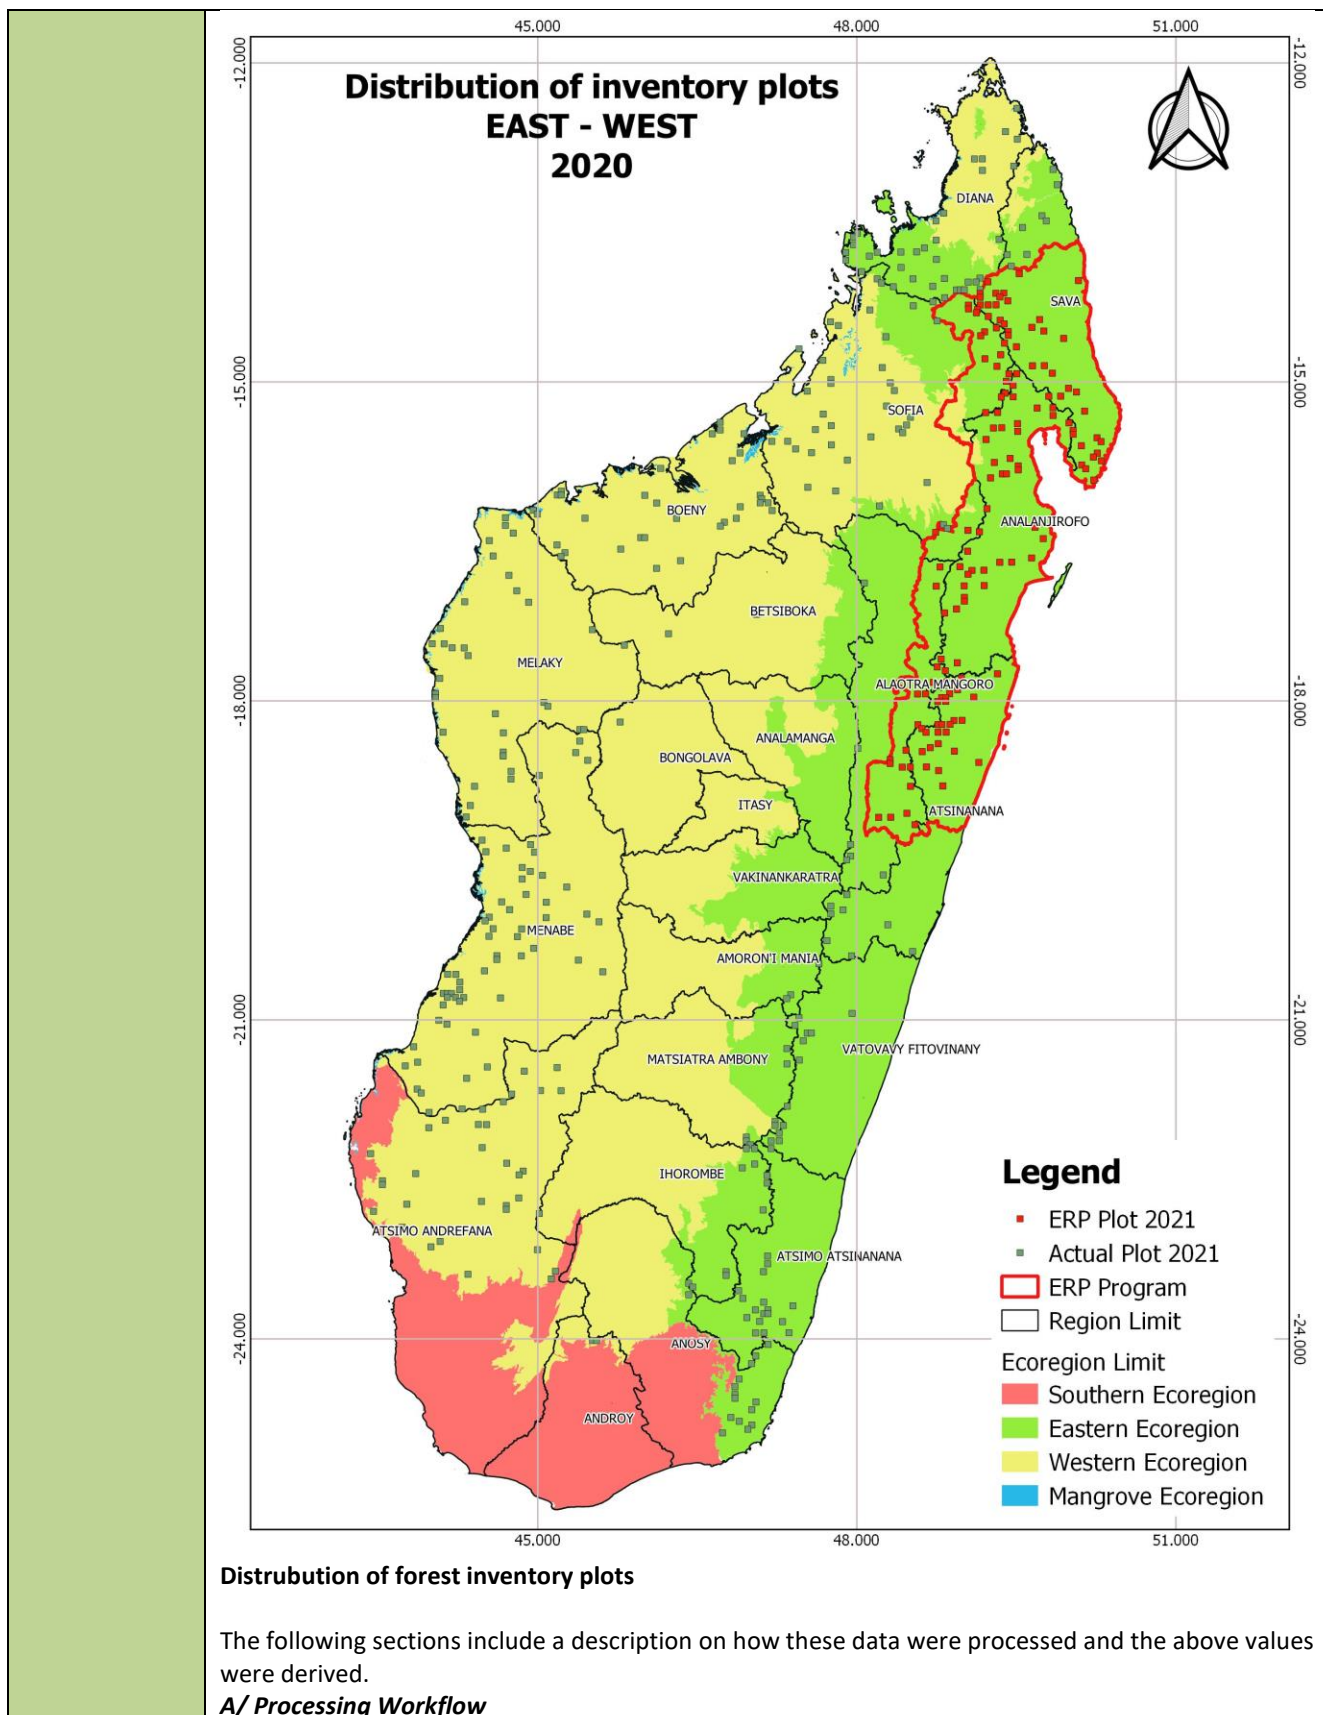 45.000 48.000 51.000
-12.000 -12.000
Distribution of inventory plots
EAST - WEST
2020
DIANA
SAVA
-15.000 -15.000
SOFIA
BOENY
ANALANJIROFO
BETSIBOKA
MELAKY
ALAOTRA MANGORO
-18.000 -18.000
ANALAMANGA
BONGOLAVA
ITASY
ATSINANANA
VAKINANKARATRA
MENABE
AMORON'I MANIA
-21.000 -21.000
VATOVAVY FITOVINANY
MATSIATRA AMBONY
IHOROMBE
ATSIMO ANDREFANA
ATSIMO ATSINANANA
-24.000 -24.000
ANOSY
ANDROY
Legend
ERP Plot 2021
Actual Plot 2021
ERP Program
Region Limit
Ecoregion Limit
Southern Ecoregion
Eastern Ecoregion
Western Ecoregion
Mangrove Ecoregion
45.000 48.000 51.000
Distrubution of forest inventory plots
The following sections include a description on how these data were processed and the above values
were derived.
A/ Processing Workflow